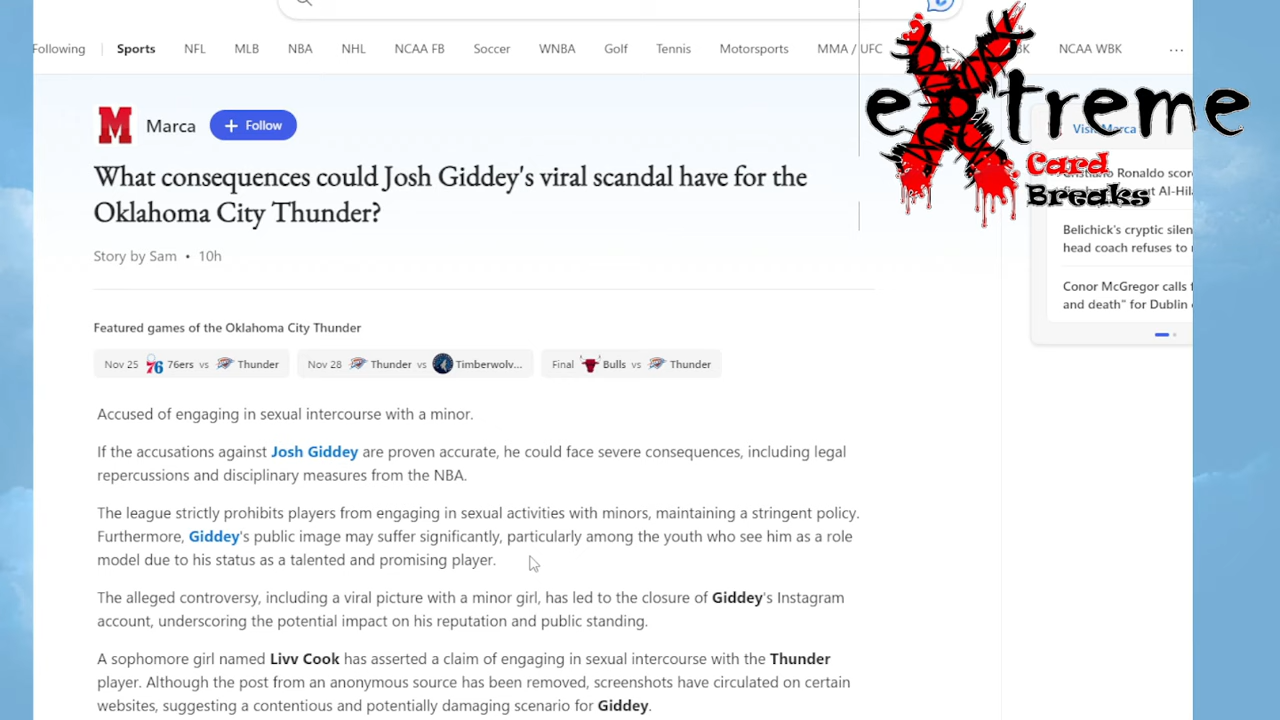 Following
Sports
NFL
MLB
NBA
NHL
NCAA FB
Soccer
WNBA
Golf
Tennis
Motorsports
MMA / UFC
NCAA WBK
...
M
Marca
+ Follow
What consequences could Josh Giddey's viral scandal have for the
Oklahoma City Thunder?
Story by Sam • 10h
Featured games of the Oklahoma City Thunder
Nov 25 76 76ers vs Thunder
Nov 28 Thunder vs Timberwolv...
Final Bulls vs Thunder
Accused of engaging in sexual intercourse with a minor.
If the accusations against Josh Giddey are proven accurate, he could face severe consequences, including legal
repercussions and disciplinary measures from the NBA.
The league strictly prohibits players from engaging in sexual activities with minors, maintaining a stringent policy.
Furthermore, Giddey's public image may suffer significantly, particularly among the youth who see him as a role
model due to his status as a talented and promising player.
The alleged controversy, including a viral picture with a minor girl, has led to the closure of Giddey's Instagram
account, underscoring the potential impact on his reputation and public standing.
A sophomore girl named Livv Cook has asserted a claim of engaging in sexual intercourse with the Thunder
player. Although the post from an anonymous source has been removed, screenshots have circulated on certain
websites, suggesting a contentious and potentially damaging scenario for Giddey.
eXtreme
Card
Breaks
Visit Marca
Cristiano Ronaldo score
Al-Hil
Belichick's cryptic silen
head coach refuses to
Conor McGregor calls
and death" for Dublin